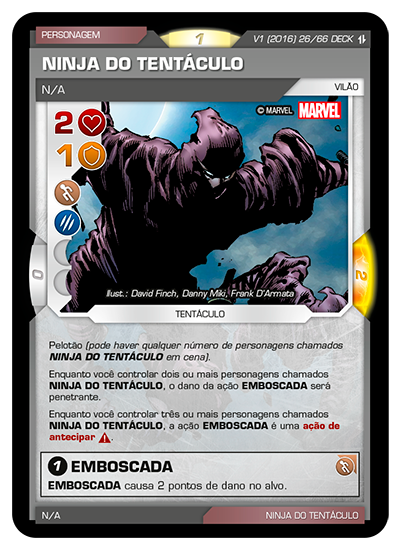 PERSONAGEM
1
V1 (2016) 26/66 DECK
NINJA DO TENTÁCULO
N/A
VILÃO
© MARVEL MARVEL
2
1
0
2
Ilust.: David Finch, Danny Miki, Frank D'Armata
TENTÁCULO
Pelotão (pode haver qualquer número de personagens chamados
NINJA DO TENTÁCULO em cena).
Enquanto você controlar dois ou mais personagens chamados
NINJA DO TENTÁCULO, o dano da ação EMBOSCADA será
penetrante.
Enquanto você controlar três ou mais personagens chamados
NINJA DO TENTÁCULO, a ação EMBOSCADA é uma ação de
antecipar.
1 EMBOSCADA
EMBOSCADA causa 2 pontos de dano no alvo.
N/A
NINJA DO TENTÁCULO